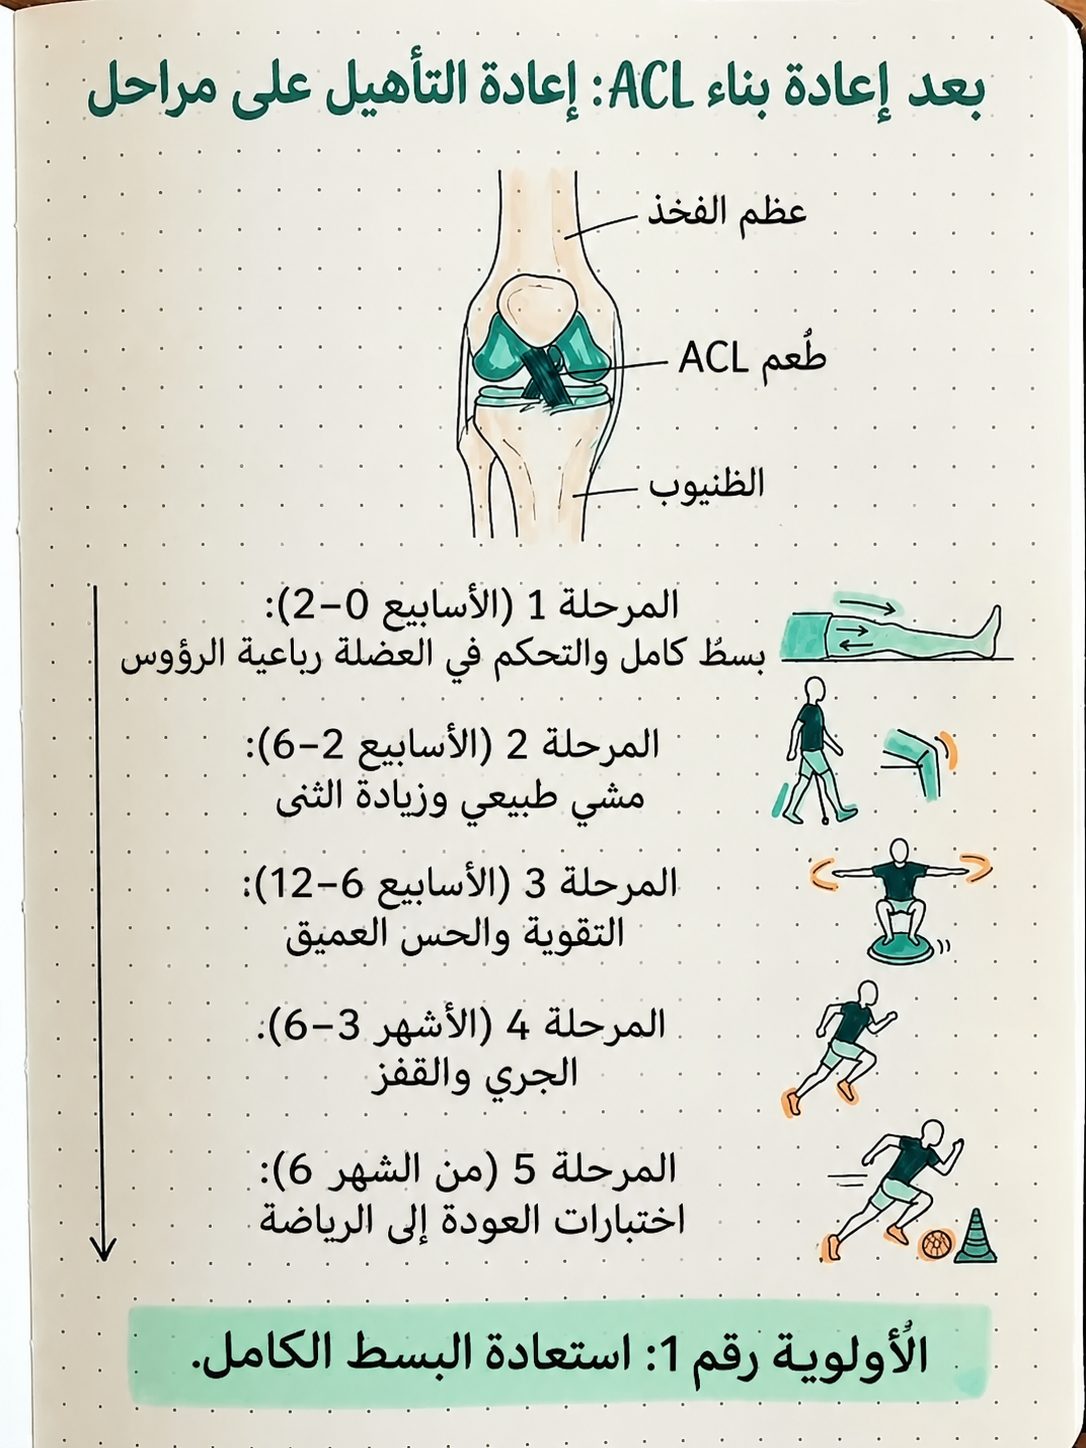 بعد إعادة بناء ACL: إعادة التأهيل على مراحل
عظم الفخذ
طُعم ACL
الظنبوب
المرحلة 1 (الأسابيع 0–2):
بسطُ كامل والتحكم في العضلة رباعية الرؤوس
المرحلة 2 (الأسابيع 2–6):
مشي طبيعي وزيادة الثنى
المرحلة 3 (الأسابيع 6–12):
التقوية والحس العميق
المرحلة 4 (الأشهر 3–6).
الجري والقفز
المرحلة 5 (من الشهر 6):
اختبارات العودة إلى الرياضة
الُأولوية رقم 1: استعادة البسط الكامل.